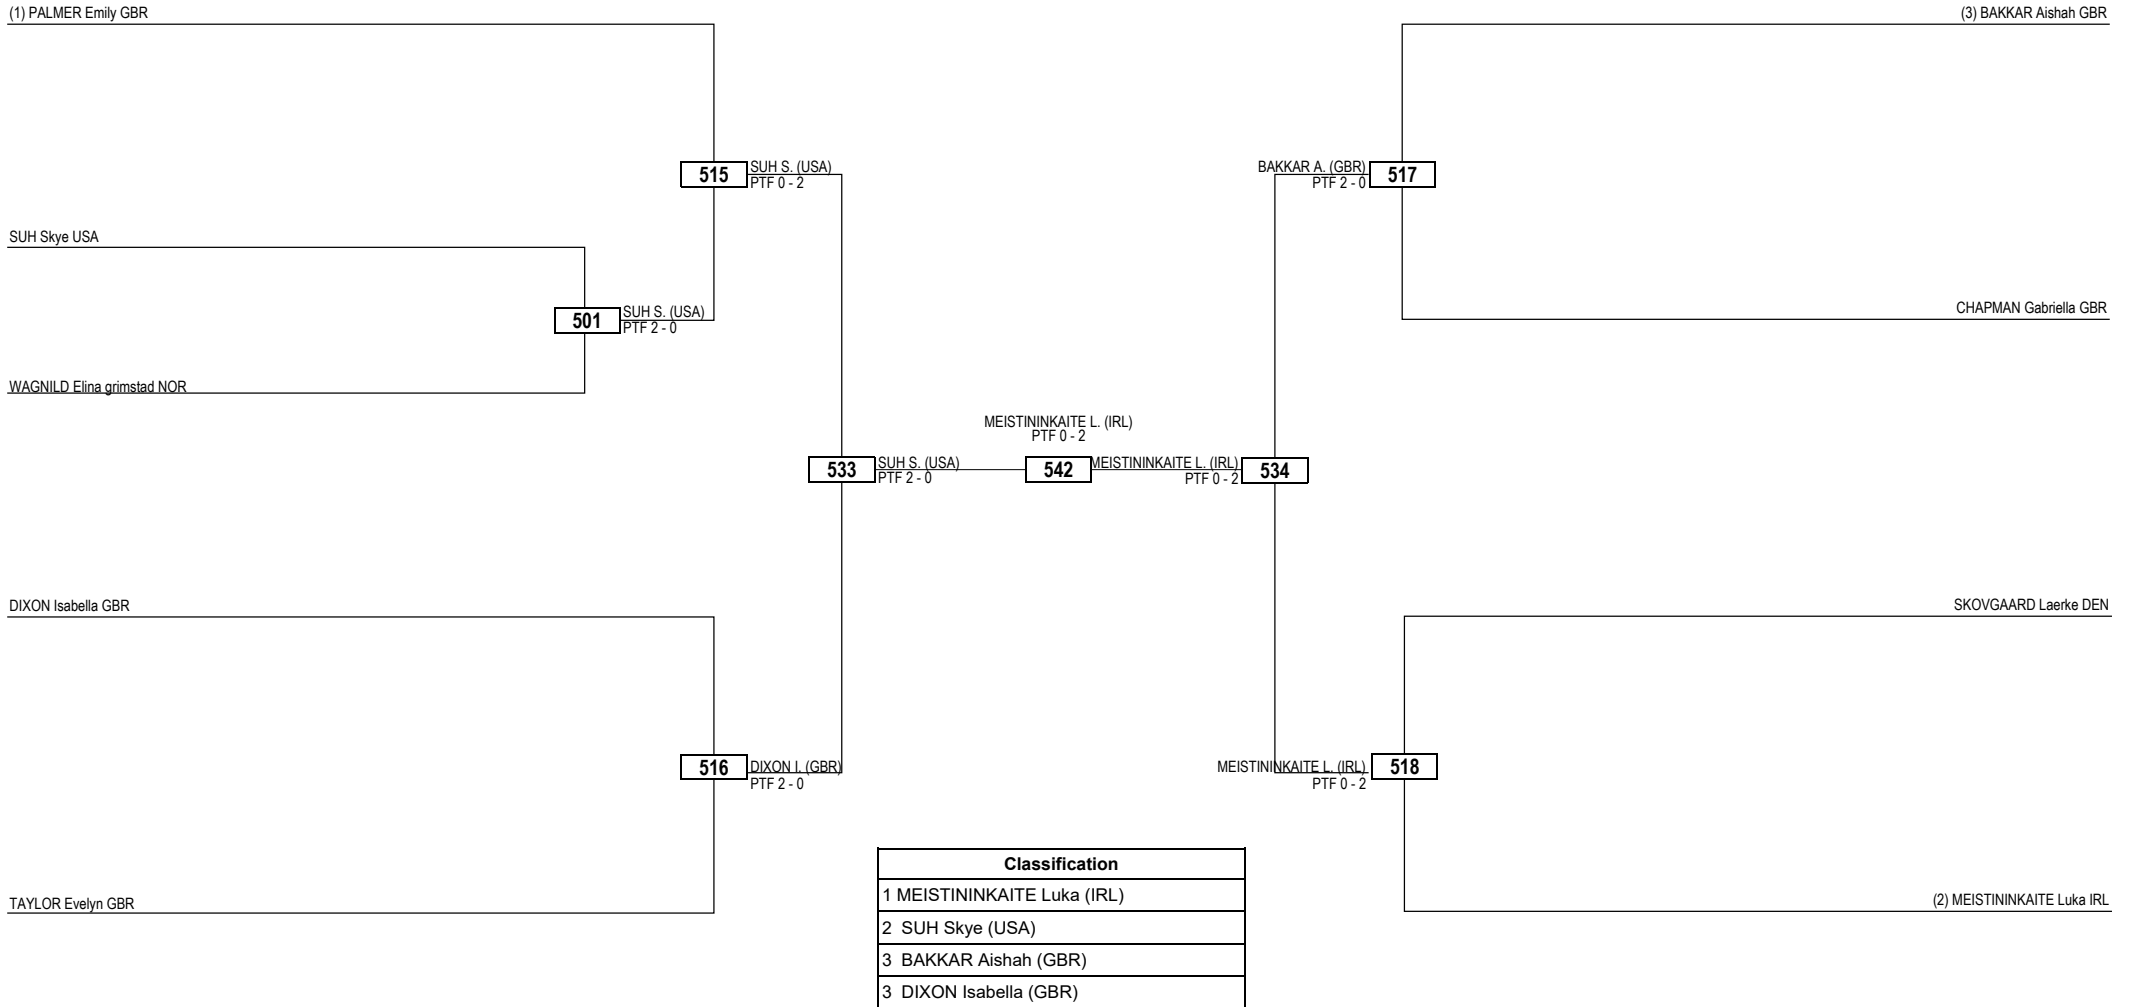 (1) PALMER Emily GBR
(3) BAKKAR Aishah GBR
515
SUH S. (USA)
PTF 0 - 2
BAKKAR A. (GBR)
PTF 2 - 0
517
SUH Skye USA
501
SUH S. (USA)
PTF 2 - 0
CHAPMAN Gabriella GBR
WAGNILD Elina grimstad NOR
MEISTININKAITE L. (IRL)
PTF 0 - 2
533
SUH S. (USA)
PTF 2 - 0
542
MEISTININKAITE L. (IRL)
PTF 0 - 2
534
DIXON Isabella GBR
SKOVGAARD Laerke DEN
516
DIXON I. (GBR)
PTF 2 - 0
MEISTININKAITE L. (IRL)
PTF 0 - 2
518
TAYLOR Evelyn GBR
(2) MEISTININKAITE Luka IRL
Classification
1 MEISTININKAITE Luka (IRL)
2 SUH Skye (USA)
3 BAKKAR Aishah (GBR)
3 DIXON Isabella (GBR)